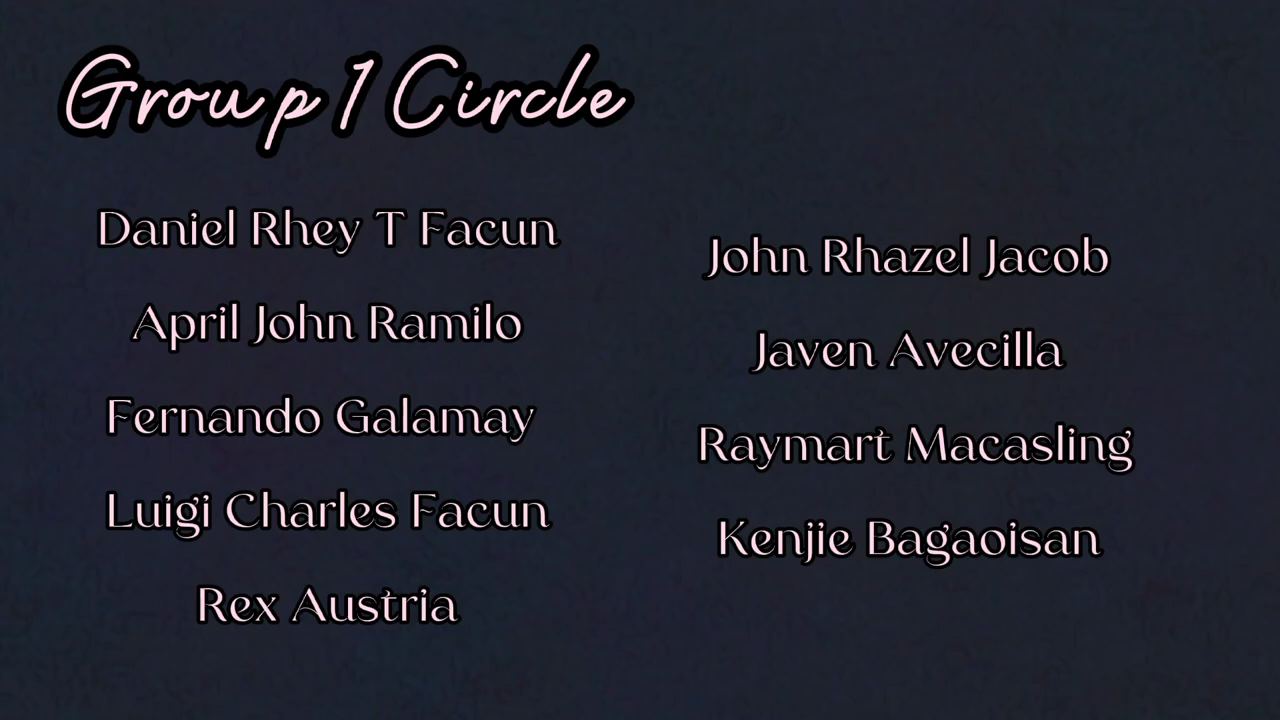 Group 1 Circle
Daniel Rhey T Facun
April John Ramilo
Fernando Galamay
Luigi Charles Facun
Rex Austria
John Rhazel Jacob
Javen Avecilla
Raymart Macasling
Kenjie Bagaoisan